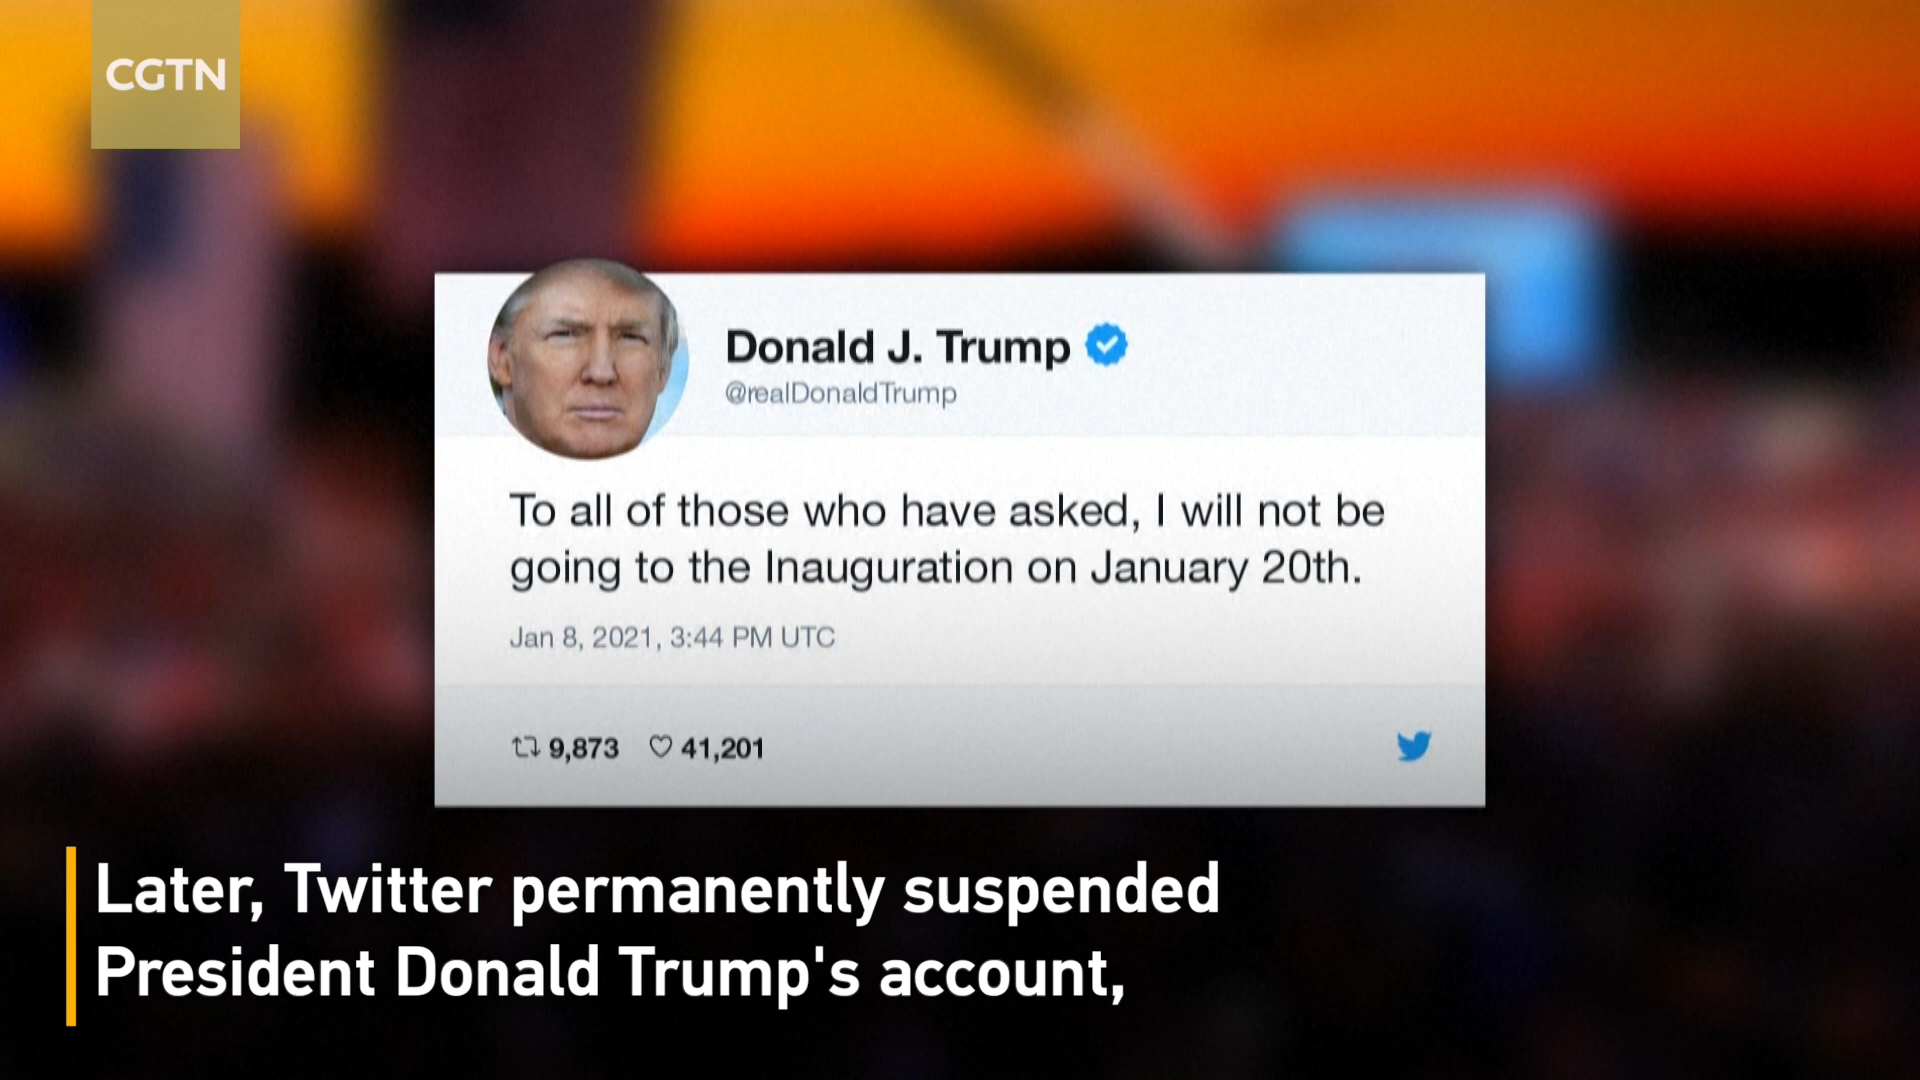 CGTN
Donald J. Trump
@realDonaldTrump
To all of those who have asked, I will not be
going to the Inauguration on January 20th.
Jan 8, 2021, 3:44 PM UTC
9,873 41,201
Later, Twitter permanently suspended
President Donald Trump's account,